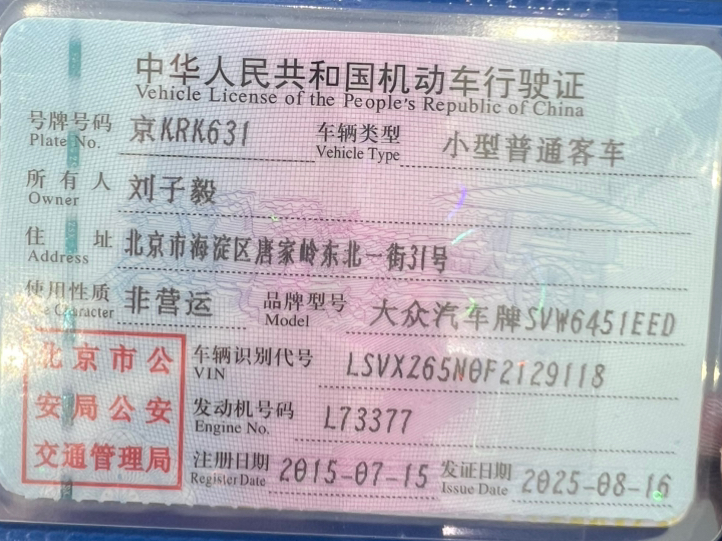 中华人民共和国机动车行驶证
Vehicle License of the People's Republic of China
号牌号码 京KRK631 车辆类型 小型普通客车
Plate No. Vehicle Type
所有人 刘子毅
Owner
住址 北京市海淀区唐家岭东北一街31号
Address
使用性质 非营运 品牌型号 大众汽车牌SVW6451EED
Character Model
北京市公安局公安交通管理局
车辆识别代号 LSVXZ65N0F2129118
VIN
发动机号码 L73377
Engine No.
注册日期 2015-07-15 发证日期 2025-08-16
Register Date Issue Date